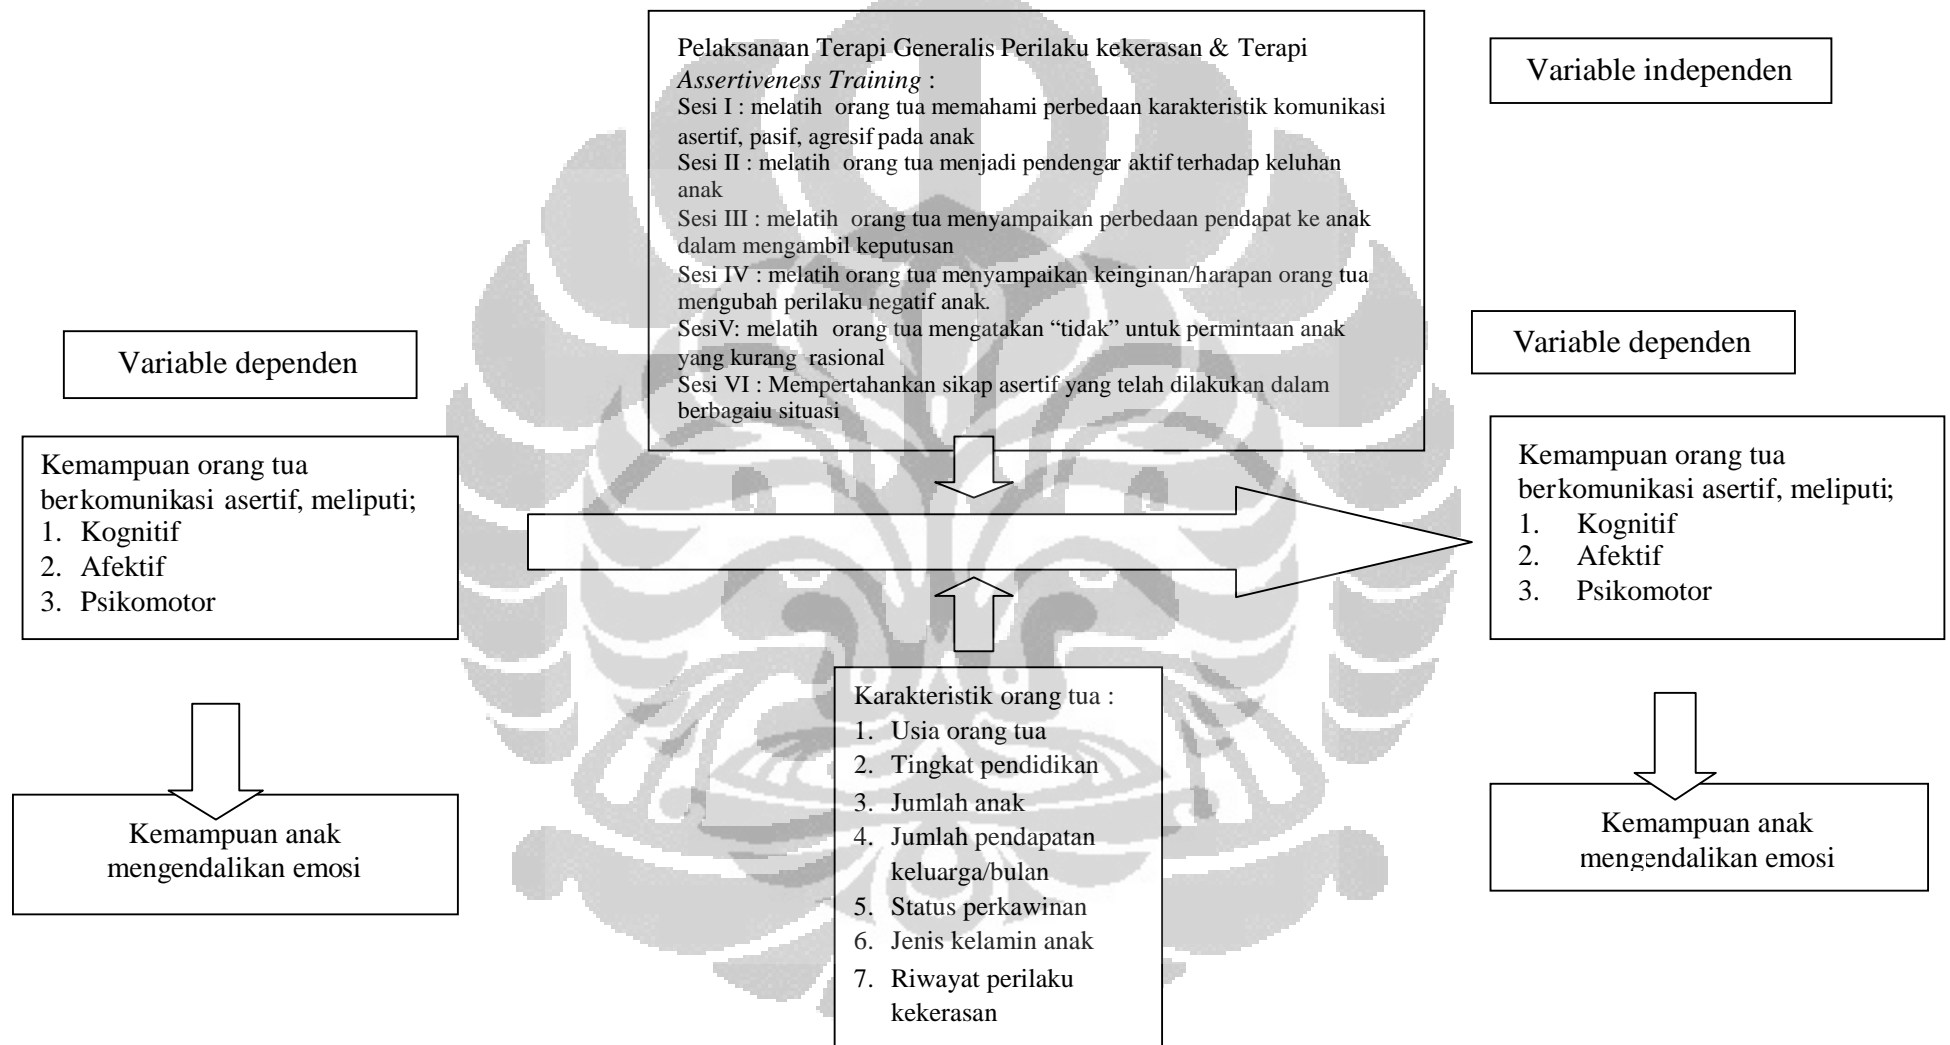 Pelaksanaan Terapi Generalis Perilaku kekerasan & Terapi
Assertiveness Training :
Sesi I : melatih orang tua memahami perbedaan karakteristik komunikasi
asertif, pasif, agresif pada anak
Sesi II : melatih orang tua menjadi pendengar aktif terhadap keluhan
anak
Sesi III : melatih orang tua menyampaikan perbedaan pendapat ke anak
dalam mengambil keputusan
Sesi IV : melatih orang tua menyampaikan keinginan/harapan orang tua
mengubah perilaku negatif anak.
SesiV: melatih orang tua mengatakan “tidak” untuk permintaan anak
yang kurang rasional
Sesi VI : Mempertahankan sikap asertif yang telah dilakukan dalam
berbagaiu situasi
Variable independen
Variable dependen
Kemampuan orang tua
berkomunikasi asertif, meliputi;
1. Kognitif
2. Afektif
3. Psikomotor
Kemampuan anak
mengendalikan emosi
Karakteristik orang tua :
1. Usia orang tua
2. Tingkat pendidikan
3. Jumlah anak
4. Jumlah pendapatan
keluarga/bulan
5. Status perkawinan
6. Jenis kelamin anak
7. Riwayat perilaku
kekerasan
Variable dependen
Kemampuan orang tua
berkomunikasi asertif, meliputi;
1. Kognitif
2. Afektif
3. Psikomotor
Kemampuan anak
mengendalikan emosi